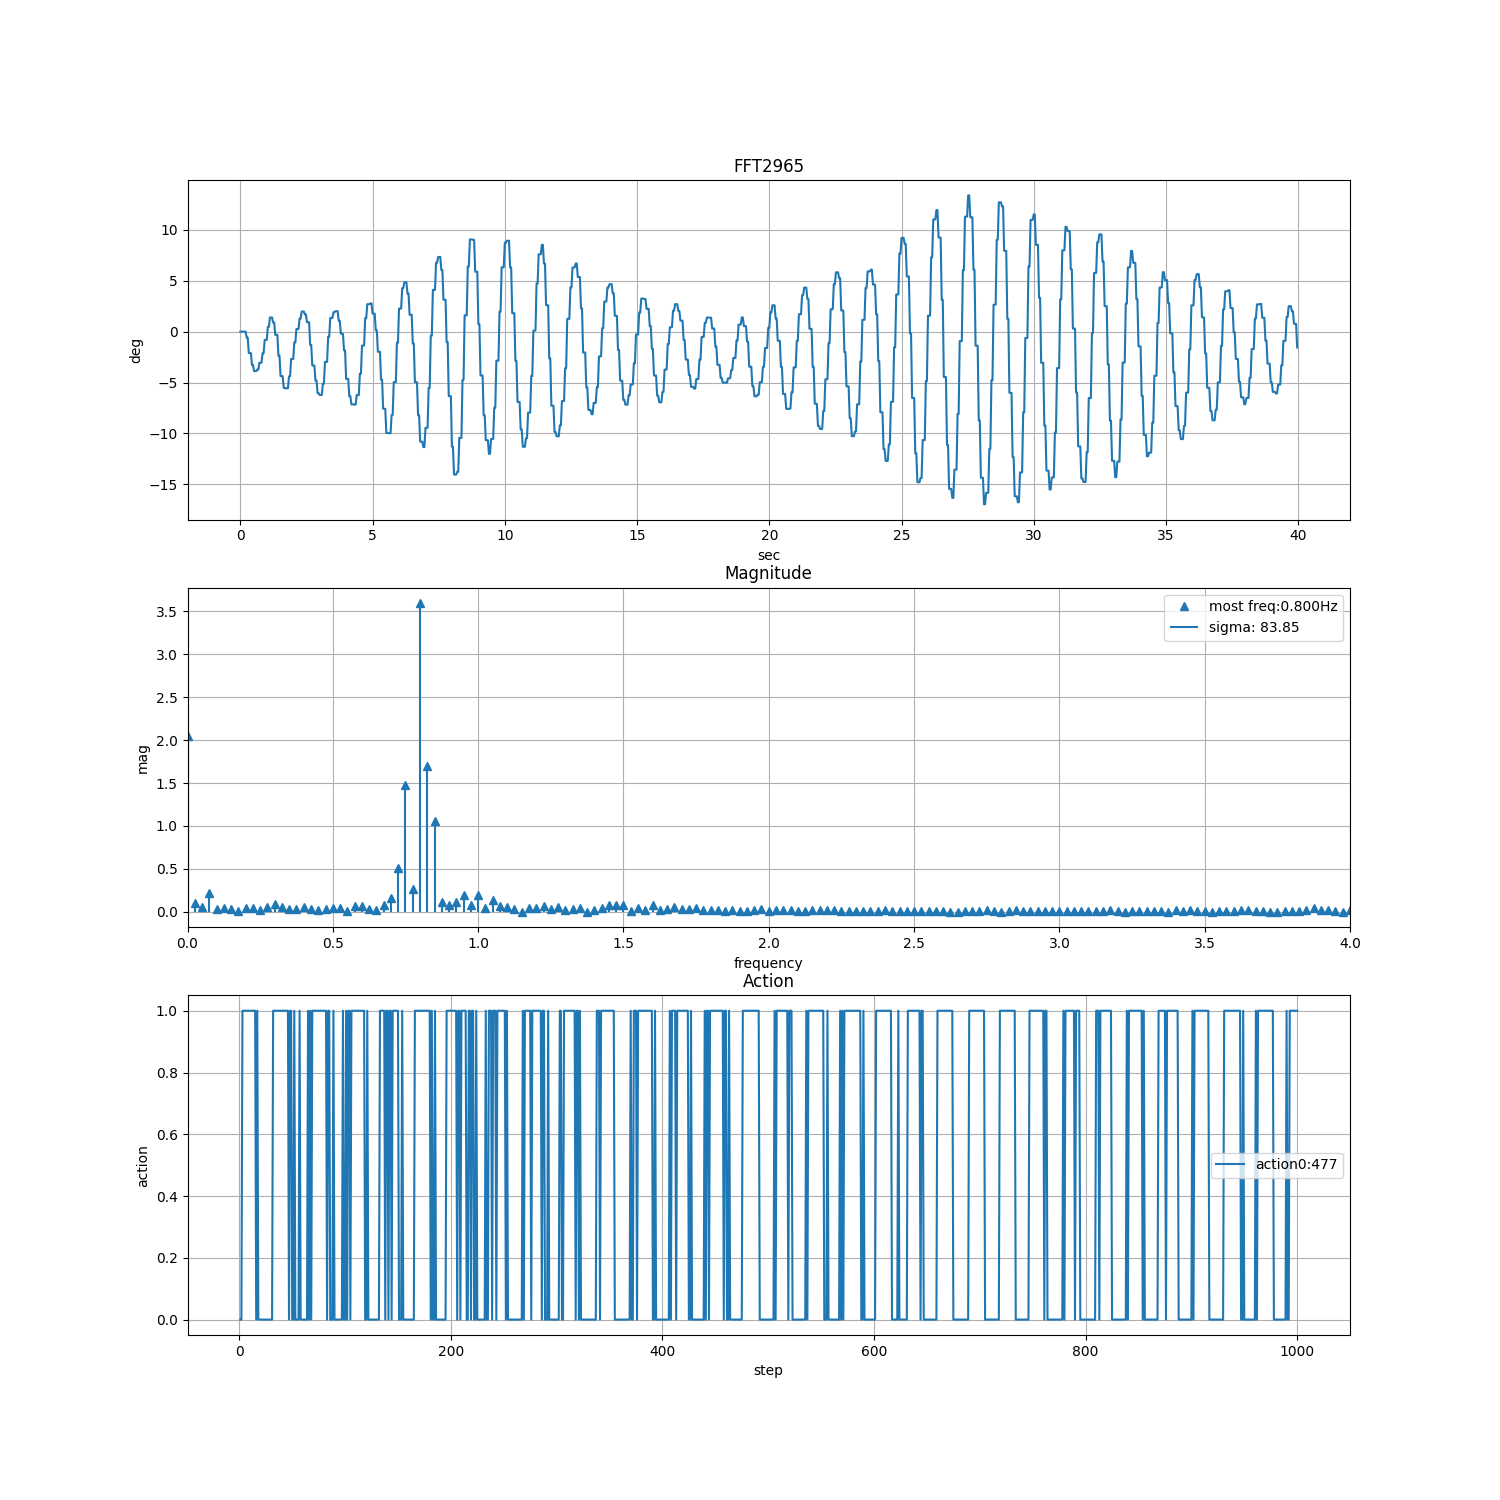 FFT2965
10
5
0
−5
−10
−15
deg
0 5 10 15 20 25 30 35 40
sec
Magnitude
3.5
3.0
2.5
2.0
1.5
1.0
0.5
0.0
mag
most freq:0.800Hz
sigma: 83.85
0.0 0.5 1.0 1.5 2.0 2.5 3.0 3.5 4.0
frequency
Action
1.0
0.8
0.6
0.4
0.2
0.0
action
action0:477
0 200 400 600 800 1000
step